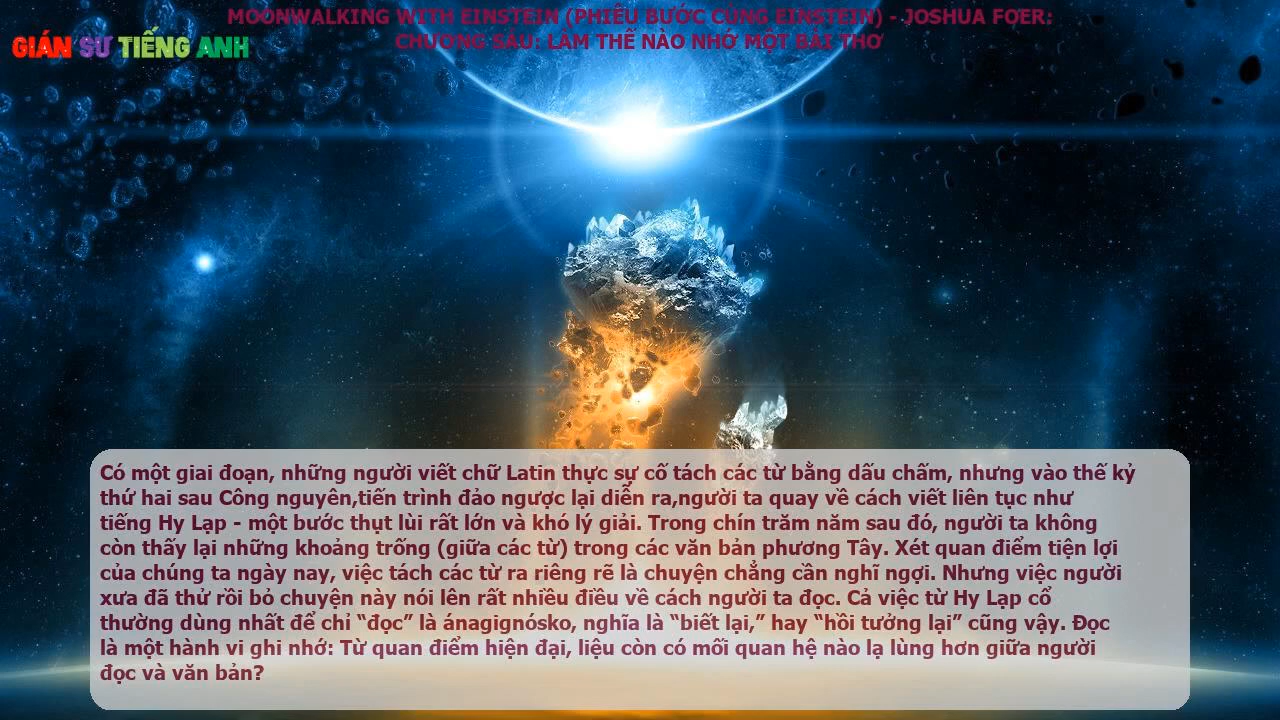 MOONWALKING WITH EINSTEIN (PHIÊU BƯỚC CÙNG EINSTEIN) - JOSHUA FOER:
CHƯƠNG SÁU: LÀM THẾ NÀO NHỚ MỘT BÀI THƠ
GIÁN SỨ TIẾNG ANH
Có một giai đoạn, những người viết chữ Latin thực sự cố tách các từ bằng dấu chấm, nhưng vào thế kỷ
thứ hai sau Công nguyên,tiến trình đảo ngược lại diễn ra,người ta quay về cách viết liên tục như
tiếng Hy Lạp - một bước thụt lùi rất lớn và khó lý giải. Trong chín trăm năm sau đó, người ta không
còn thấy lại những khoảng trống (giữa các từ) trong các văn bản phương Tây. Xét quan điểm tiện lợi
của chúng ta ngày nay, việc tách các từ ra riêng rẽ là chuyện chẳng cần nghĩ ngợi. Nhưng việc người
xưa đã thử rồi bỏ chuyện này nói lên rất nhiều điều về cách người ta đọc. Cả việc từ Hy Lạp cổ
thường dùng nhất để chỉ “đọc” là ánagignósko, nghĩa là “biết lại,” hay “hồi tưởng lại” cũng vậy. Đọc
là một hành vi ghi nhớ: Từ quan điểm hiện đại, liệu còn có mối quan hệ nào lạ lùng hơn giữa người
đọc và văn bản?